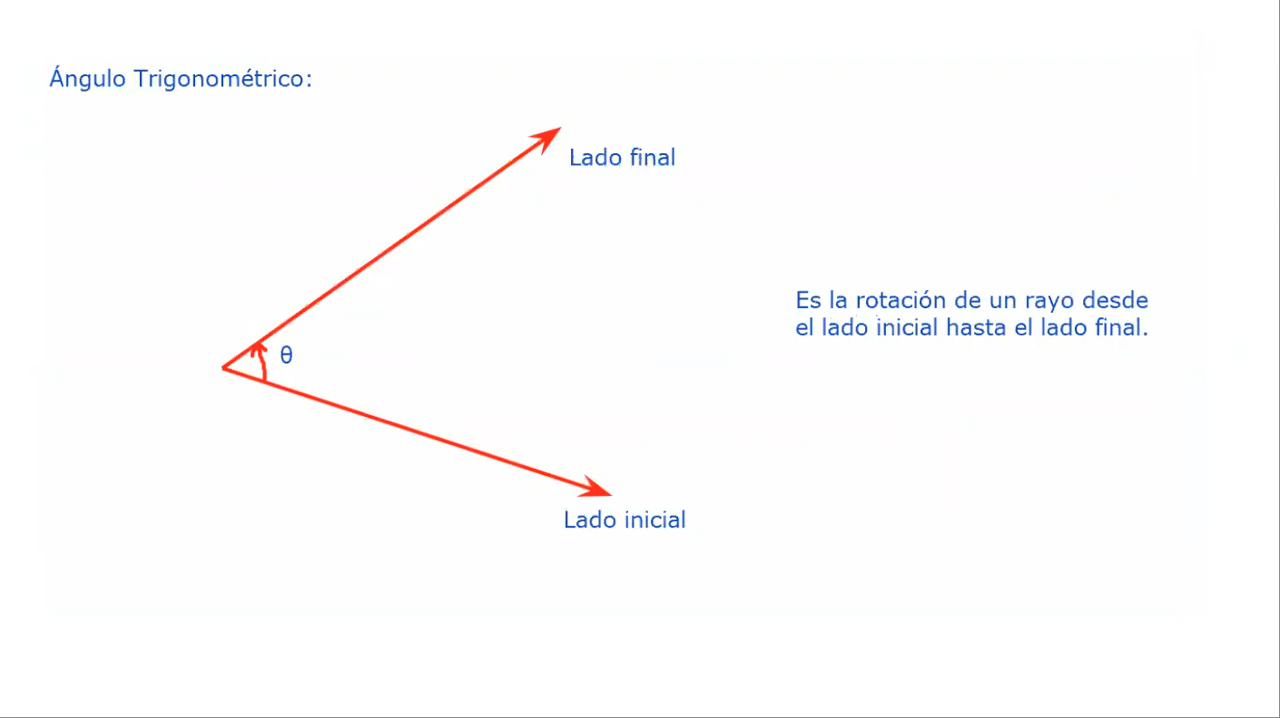 Ángulo Trigonométrico:
Lado final
Es la rotación de un rayo desde
el lado inicial hasta el lado final.
θ
Lado inicial